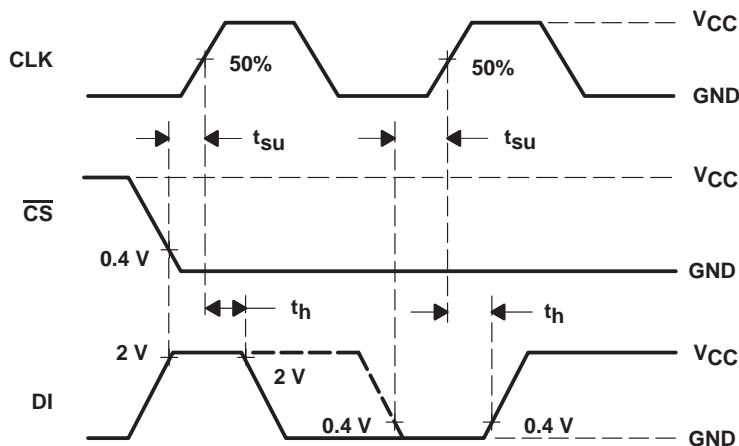 VCC
CLK
50%
50%
GND
tsu
tsu
VCC
CS
0.4 V
GND
th
th
2 V
2 V
VCC
DI
0.4 V
0.4 V
GND